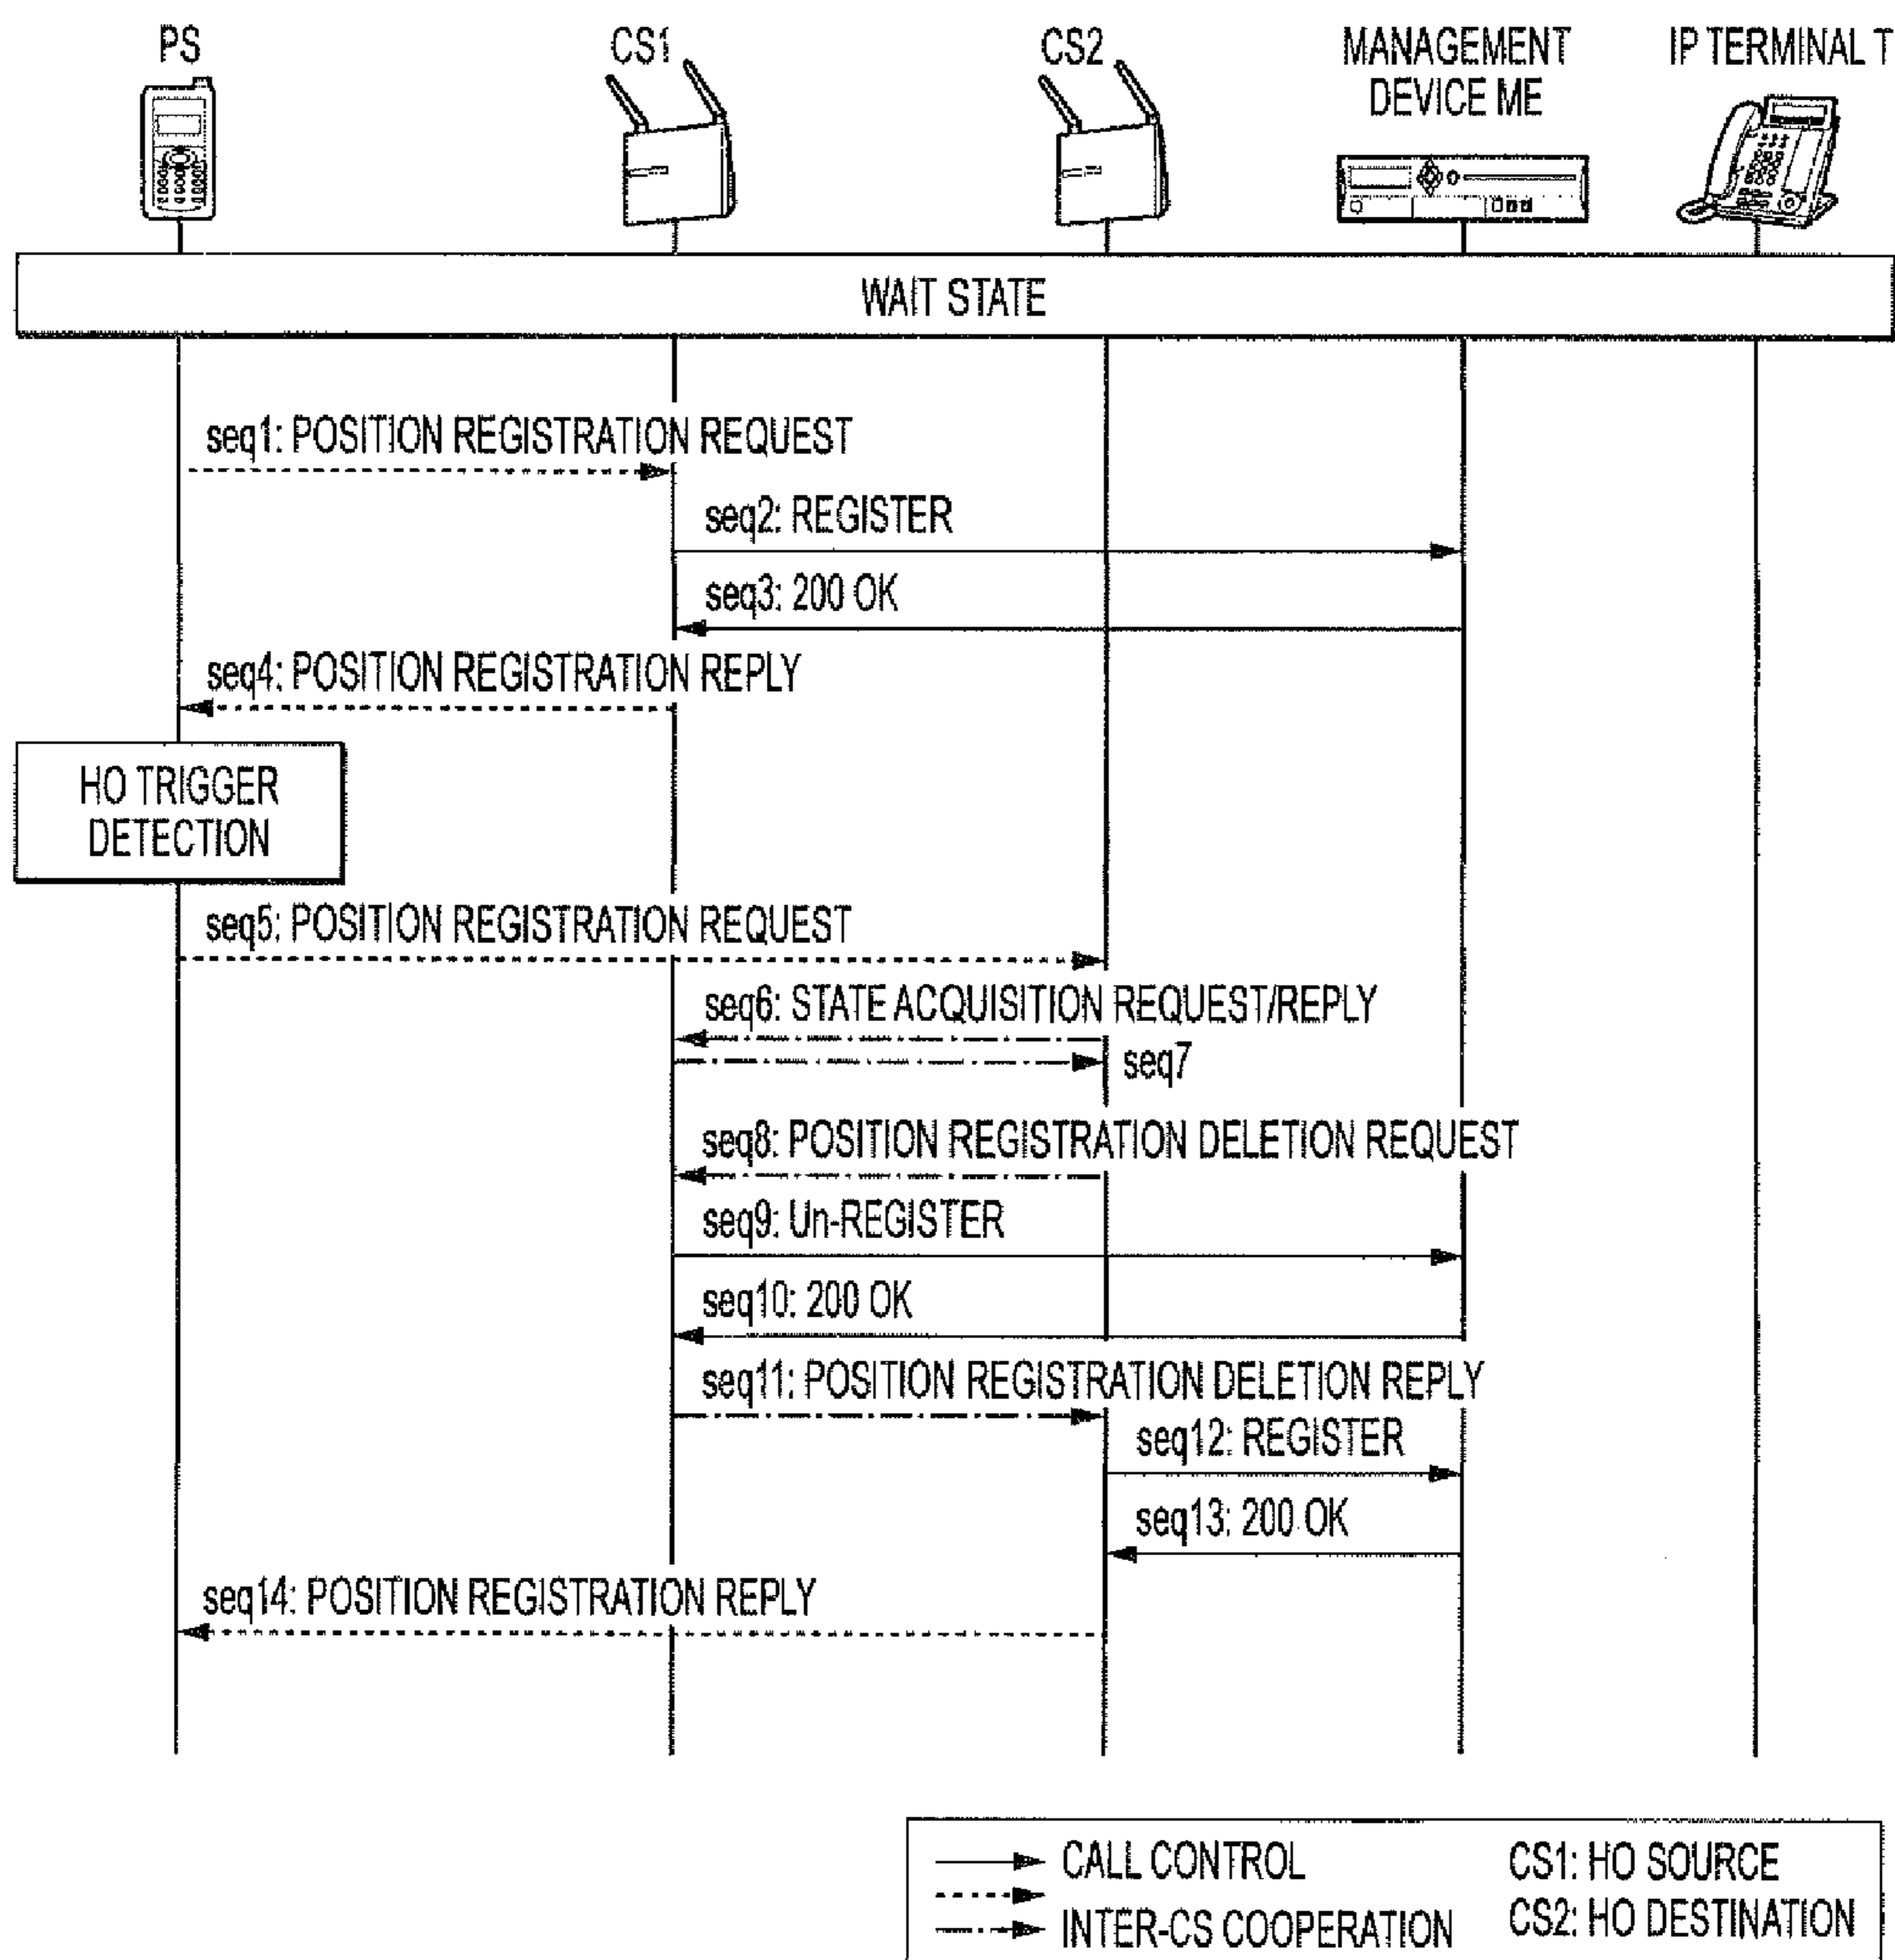 PS
CS1
CS2
MANAGEMENT
DEVICE ME
IP TERMINAL T
WAIT STATE
seq1: POSITION REGISTRATION REQUEST
seq2: REGISTER
seq3: 200 OK
seq4: POSITION REGISTRATION REPLY
HO TRIGGER
DETECTION
seq5: POSITION REGISTRATION REQUEST
seq6: STATE ACQUISITION REQUEST/REPLY
seq7
seq8: POSITION REGISTRATION DELETION REQUEST
seq9: Un-REGISTER
seq10: 200 OK
seq11: POSITION REGISTRATION DELETION REPLY
seq12: REGISTER
seq13: 200 OK
seq14: POSITION REGISTRATION REPLY
CALL CONTROL
INTER-CS COOPERATION
CS1: HO SOURCE
CS2: HO DESTINATION